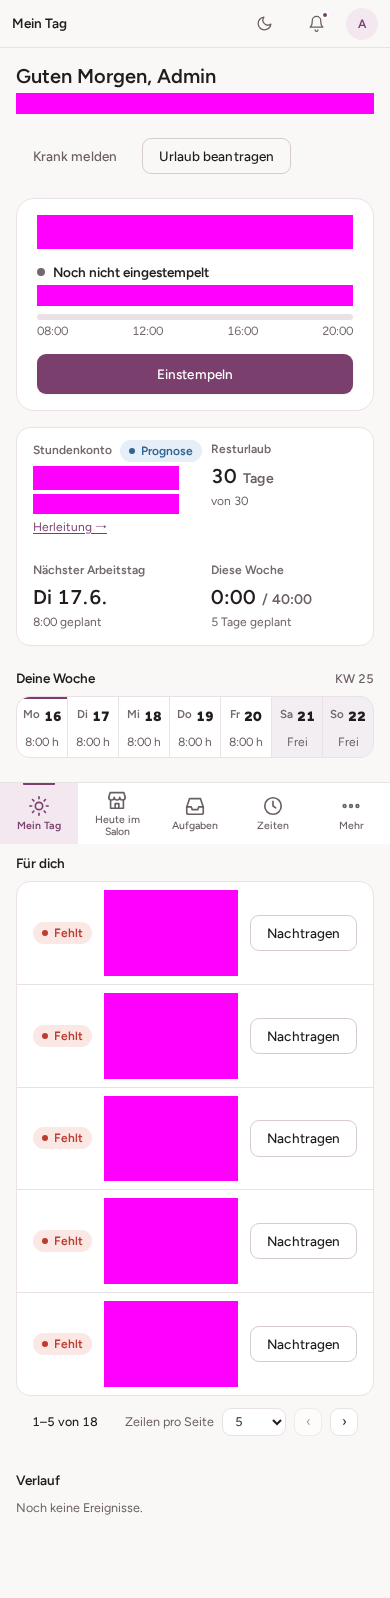 Mein Tag
A
Guten Morgen, Admin
Krank melden
Urlaub beantragen
Noch nicht eingestempelt
08:00 12:00 16:00 20:00
Einstempeln
Stundenkonto
Prognose
Herleitung →
Resturlaub
30 Tage
von 30
Nächster Arbeitstag
Di 17.6.
8:00 geplant
Diese Woche
0:00 / 40:00
5 Tage geplant
Deine Woche
KW 25
Mo 16 Di 17 Mi 18 Do 19 Fr 20 Sa 21 So 22
8:00 h 8:00 h 8:00 h 8:00 h 8:00 h Frei Frei
Mein Tag
Heute im
Salon
Aufgaben
Zeiten
Mehr
Für dich
Fehlt
Nachtragen
Fehlt
Nachtragen
Fehlt
Nachtragen
Fehlt
Nachtragen
Fehlt
Nachtragen
1–5 von 18
Zeilen pro Seite
5
‹
›
Verlauf
Noch keine Ereignisse.